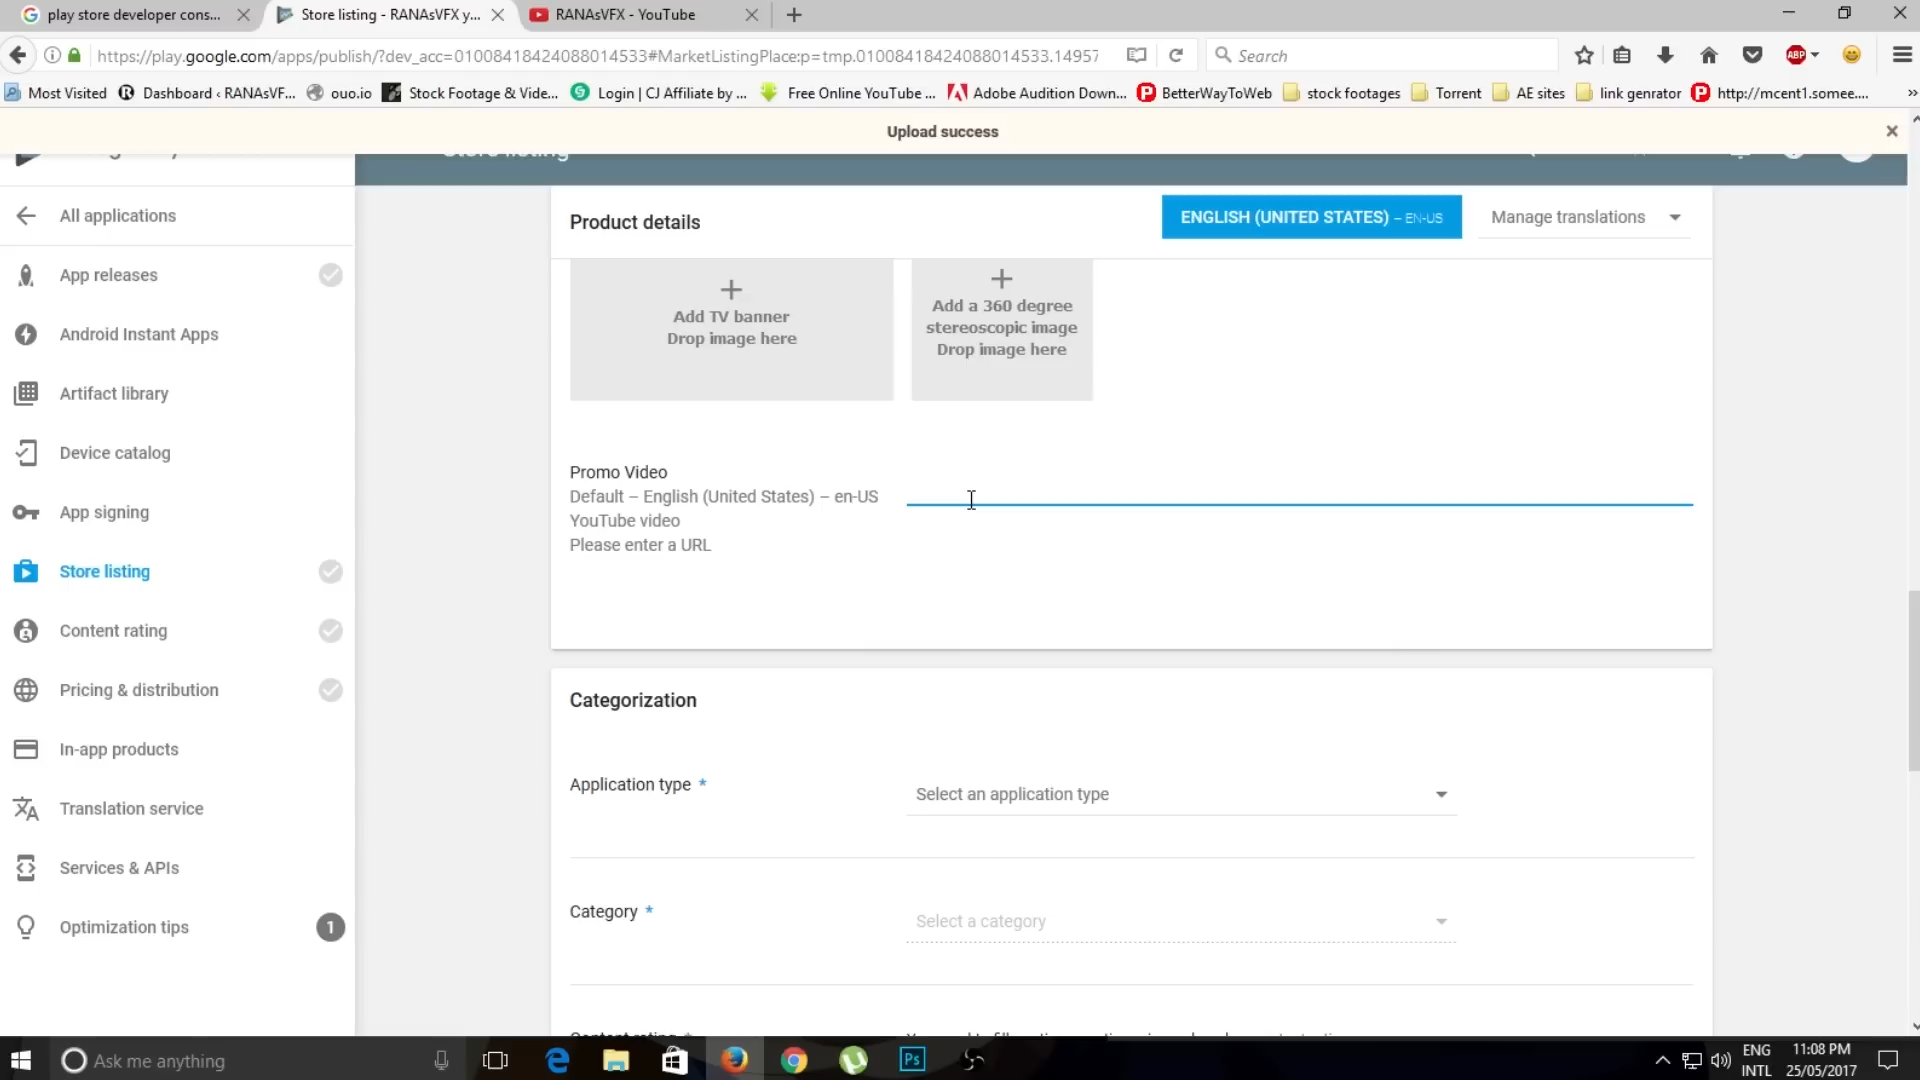 play store developer cons...
Store listing - RANAsVFX y...
RANAsVFX - YouTube
https://play.google.com/apps/publish/?dev_acc=01008418424088014533#MarketListingPlace:p=tmp.01008418424088014533.14957
Search
ABP
Most Visited
Dashboard ‹ RANAsVF...
ouo.io
Stock Footage & Vide...
Login | CJ Affiliate by ...
Free Online YouTube ...
Adobe Audition Down...
BetterWayToWeb
stock footages
Torrent
AE sites
link genrator
http://mcent1.somee....
Upload success
Store listing
All applications
App releases
Android Instant Apps
Artifact library
Device catalog
App signing
Store listing
Content rating
Pricing & distribution
In-app products
Translation service
Services & APIs
Optimization tips
1
Product details
ENGLISH (UNITED STATES) – EN-US
Manage translations
Add TV banner
Drop image here
Add a 360 degree
stereoscopic image
Drop image here
Promo Video
Default – English (United States) – en-US
YouTube video
Please enter a URL
Categorization
Application type *
Select an application type
Category *
Select a category
Content rating *
Ask me anything
Ps
ENG
INTL
11:08 PM
25/05/2017